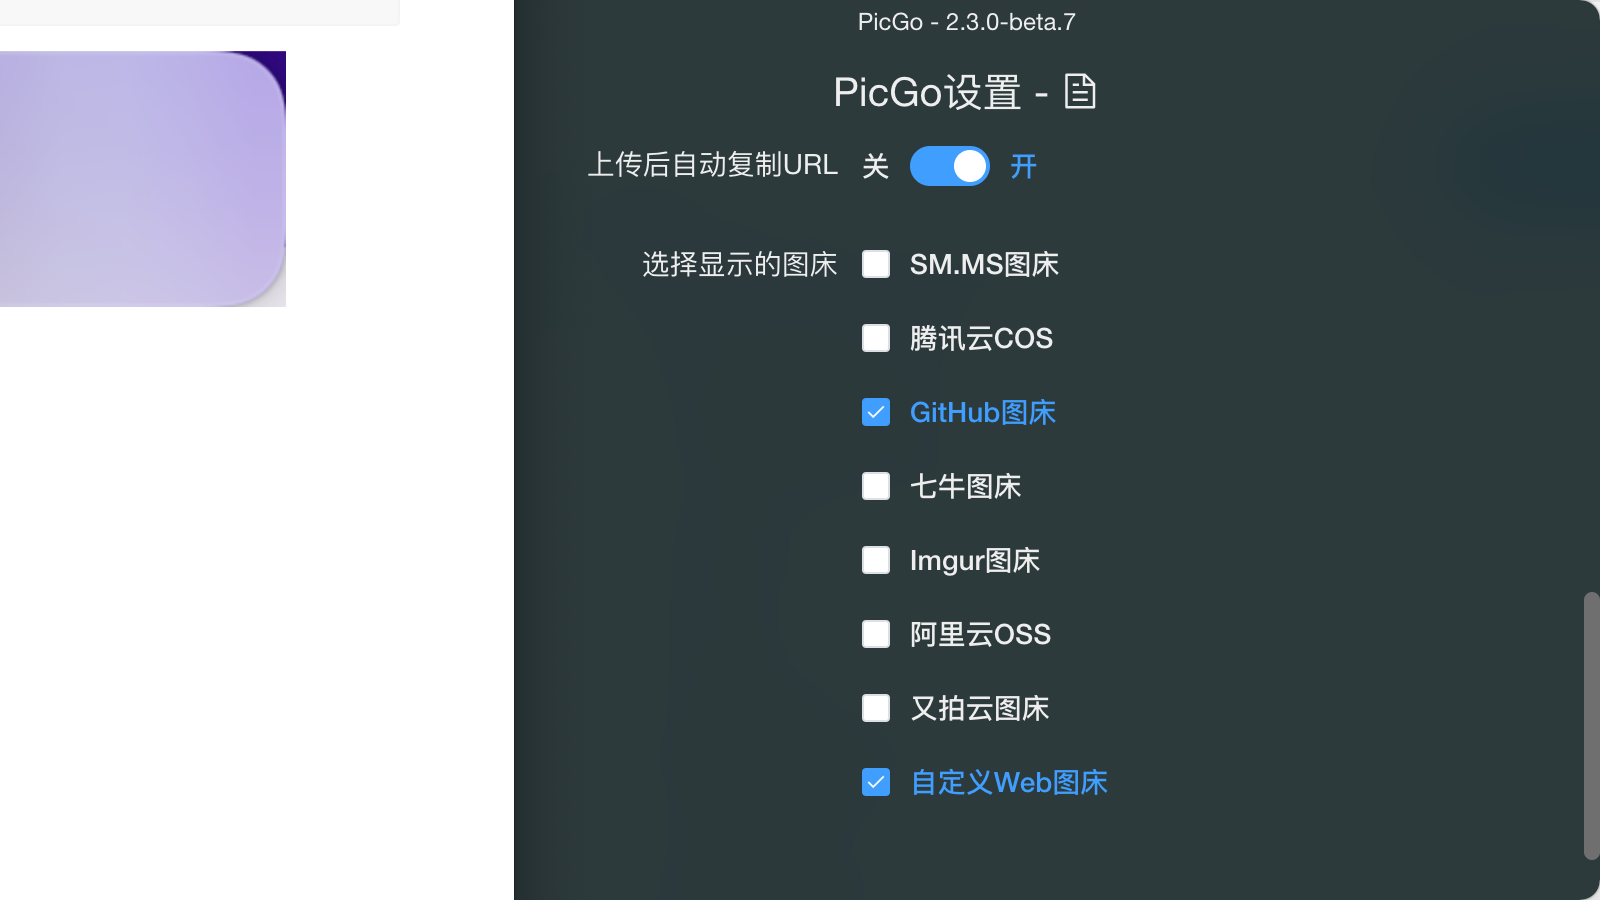 PicGo - 2.3.0-beta.7
PicGo设置 -
上传后自动复制URL 关 开
选择显示的图床 SM.MS图床
腾讯云COS
GitHub图床
七牛图床
Imgur图床
阿里云OSS
又拍云图床
自定义Web图床